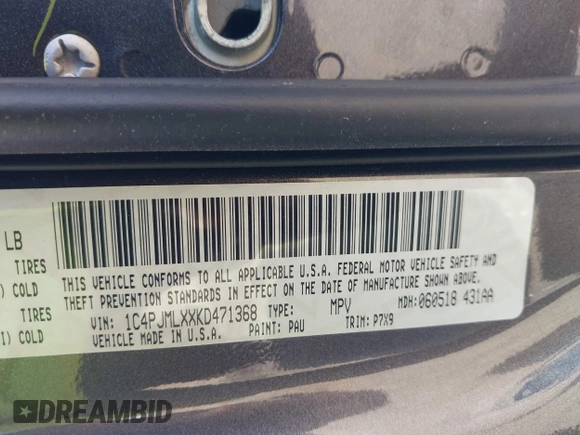 LB
TIRES
) COLD
TIRES
I) COLD
THIS VEHICLE CONFORMS TO ALL APPLICABLE U.S.A. FEDERAL MOTOR VEHICLE SAFETY AND
THEFT PREVENTION STANDARDS IN EFFECT ON THE DATE OF MANUFACTURE SHOWN ABOVE.
VIN: 1C4PJMLXXKD471368 TYPE: MPV MDH:060518 431AA
VEHICLE MADE IN U.S.A. PAINT: PAU TRIM: P7X9
DREAMBID